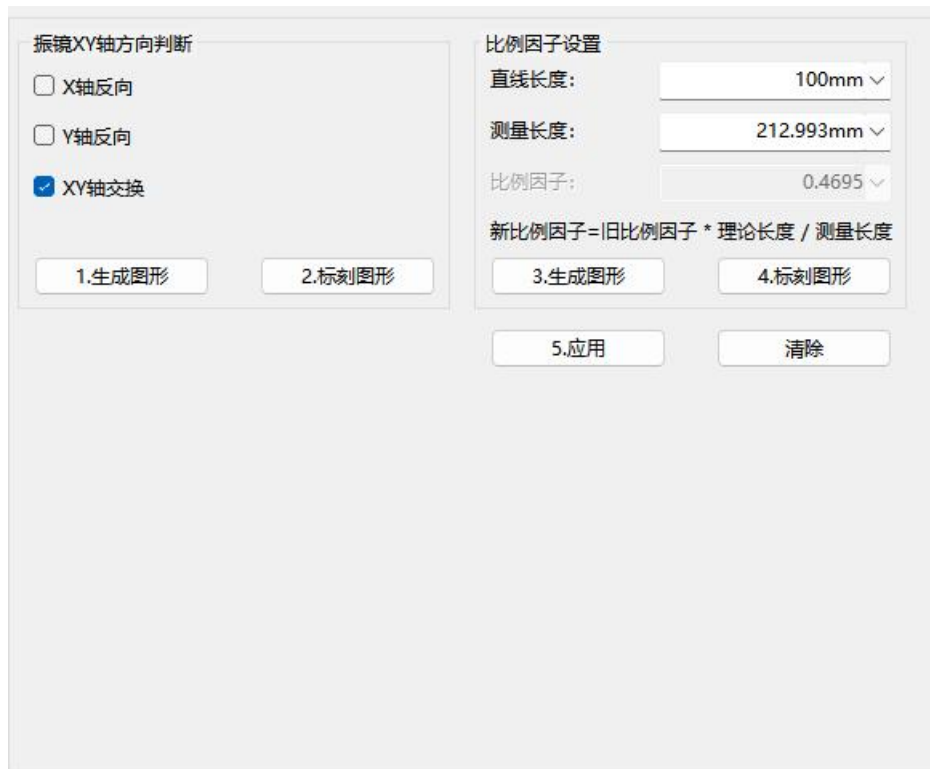 振镜XY轴方向判断
X轴反向
Y轴反向
XY轴交换
1.生成图形
2.标刻图形
比例因子设置
直线长度:
100mm
测量长度:
212.993mm
比例因子:
0.4695
新比例因子=旧比例因子 * 理论长度 / 测量长度
3.生成图形
4.标刻图形
5.应用
清除